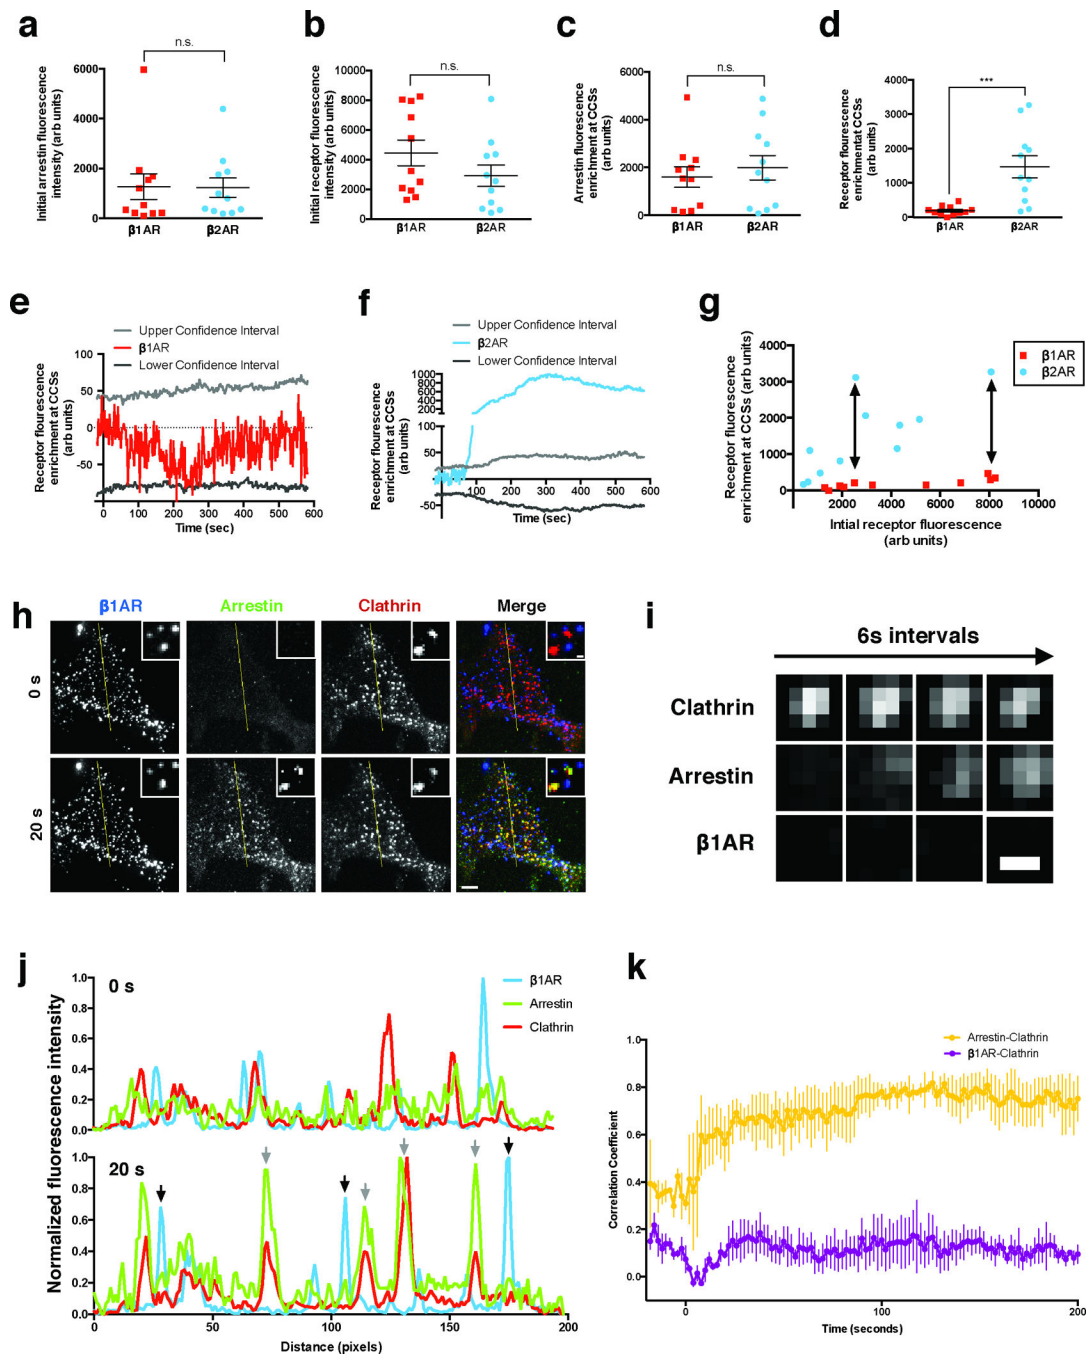 a
n.s.
Initial arrestin fluorescence
intensity (arb units)
6000
4000
2000
0
β1AR
β2AR
b
n.s.
Initial receptor fluorescence
intensity (arb units)
10000
8000
6000
4000
2000
0
β1AR
β2AR
c
n.s.
Arrestin fluorescence
enrichment at CCSs
(arb units)
6000
4000
2000
0
β1AR
β2AR
d
***
Receptor flourescence
enrichmentat CCSs
(arb units)
4000
3000
2000
1000
0
β1AR
β2AR
e
Upper Confidence Interval
β1AR
Lower Confidence Interval
Receptor flourescence
enrichment at CCSs
(arb units)
100
50
0
-50
0
100
200
300
400
500
600
Time (sec)
f
Upper Confidence Interval
β2AR
Lower Confidence Interval
Receptor flourescence
enrichment at CCSs
(arb units)
1000
800
600
400
200
100
50
0
-50
100
200
300
400
500
600
Time (sec)
g
β1AR
β2AR
Receptor fluorescence
enrichment at CCSs (arb units)
4000
3000
2000
1000
0
2000
4000
6000
8000
10000
Intial receptor fluorescence
(arb units)
h
β1AR
Arrestin
Clathrin
Merge
0 s
20 s
i
6s intervals
Clathrin
Arrestin
β1AR
j
Normalized fluorescence intensity
0 s
β1AR
Arrestin
Clathrin
1.0
0.8
0.6
0.4
0.2
0.0
20 s
1.0
0.8
0.6
0.4
0.2
0.0
0
50
100
150
200
Distance (pixels)
k
Arrestin-Clathrin
β1AR-Clathrin
Correlation Coefficient
1.0
0.8
0.6
0.4
0.2
0.0
0
100
200
Time (seconds)